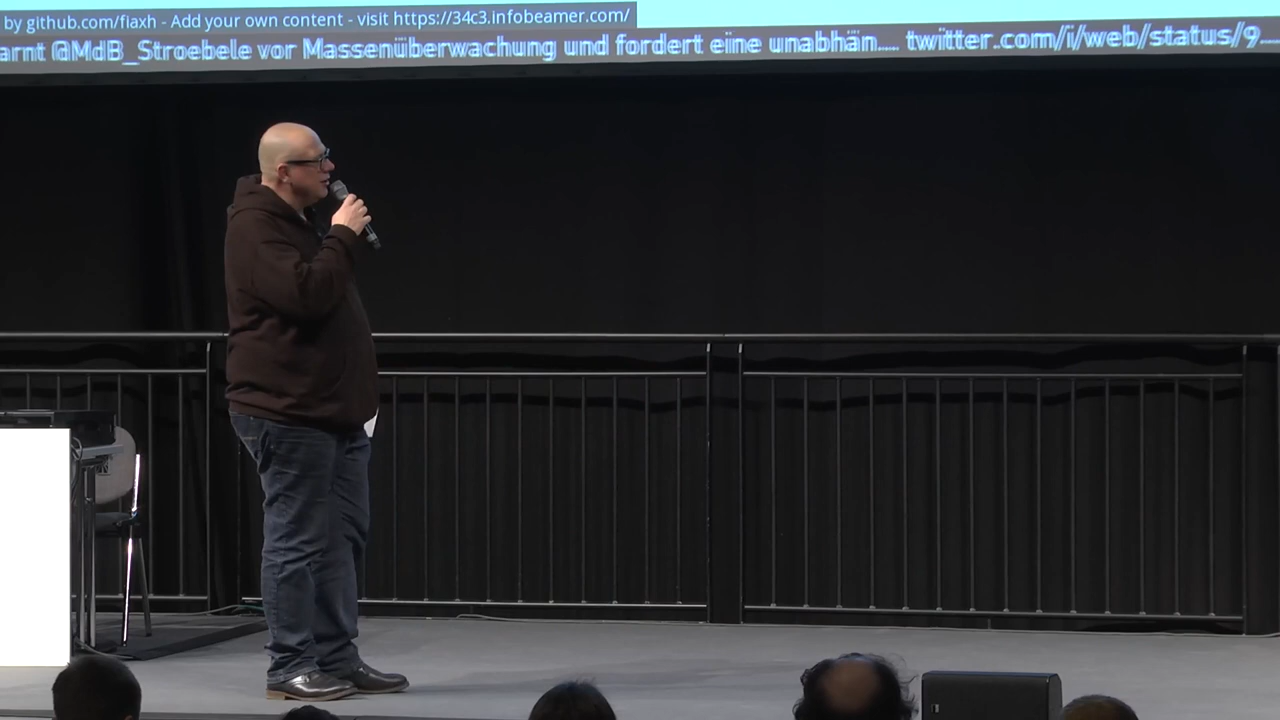 by github.com/fiaxh - Add your own content - visit https://34c3.infobeamer.com/
arnt @MdB_Stroebele vor Massenüberwachung und fordert eine unabhän.... twitter.com/i/web/status/9...